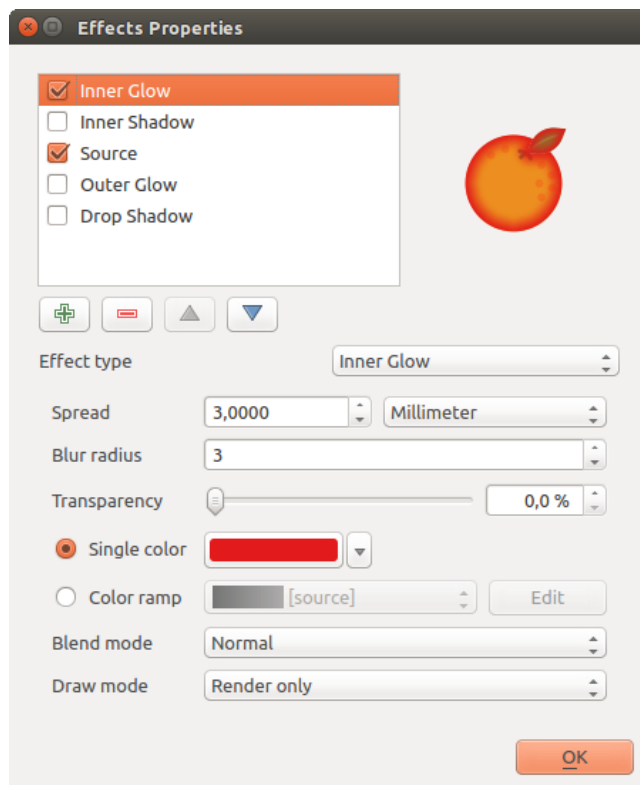 Effects Properties
Inner Glow
Inner Shadow
Source
Outer Glow
Drop Shadow
Effect type Inner Glow
Spread 3,0000 Millimeter
Blur radius 3
Transparency 0,0 %
Single color
Color ramp [source] Edit
Blend mode Normal
Draw mode Render only
OK